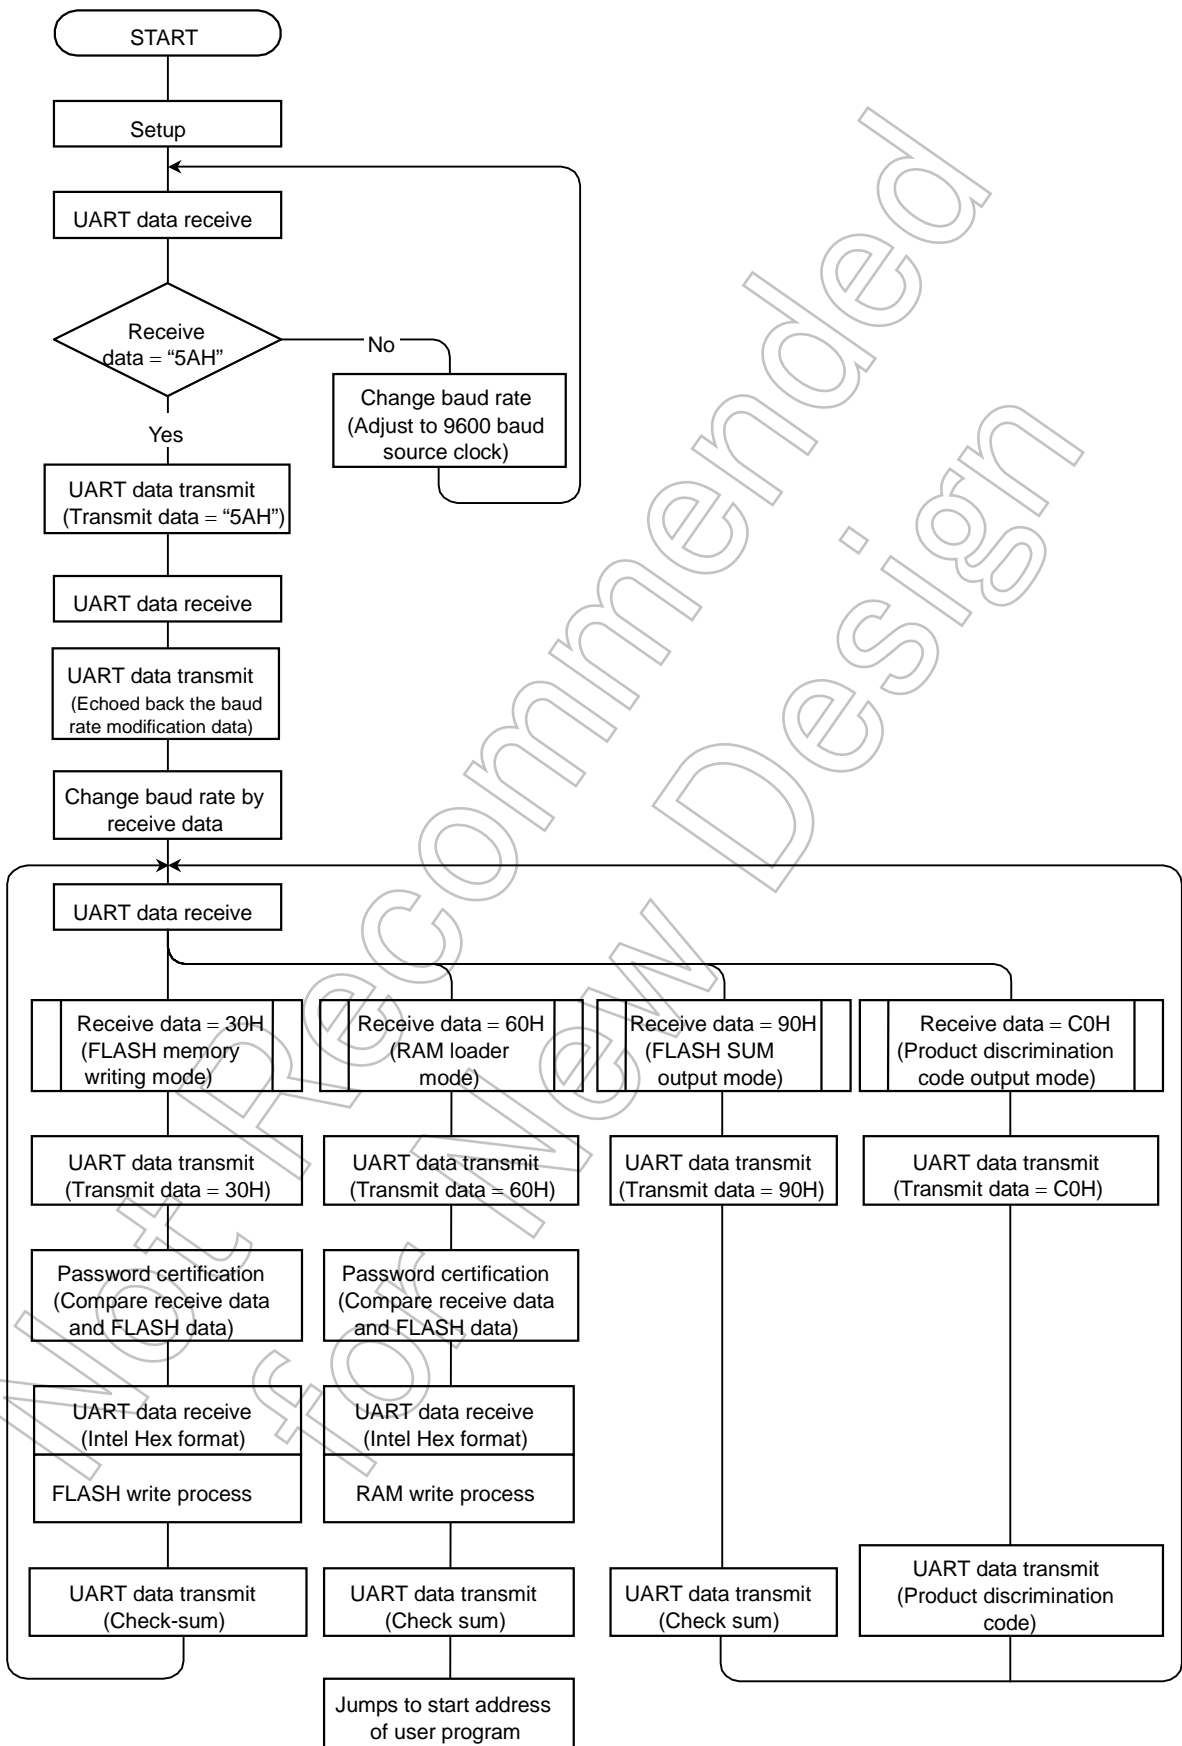 START
Setup
UART data receive
Receive
data = “5AH”
No
Change baud rate
(Adjust to 9600 baud
source clock)
Yes
UART data transmit
(Transmit data = “5AH”)
UART data receive
UART data transmit
(Echoed back the baud
rate modification data)
Change baud rate by
receive data
UART data receive
Receive data = 30H
(FLASH memory
writing mode)
Receive data = 60H
(RAM loader
mode)
Receive data = 90H
(FLASH SUM
output mode)
Receive data = C0H
(Product discrimination
code output mode)
UART data transmit
(Transmit data = 30H)
UART data transmit
(Transmit data = 60H)
UART data transmit
(Transmit data = 90H)
UART data transmit
(Transmit data = C0H)
Password certification
(Compare receive data
and FLASH data)
Password certification
(Compare receive data
and FLASH data)
UART data receive
(Intel Hex format)
FLASH write process
UART data receive
(Intel Hex format)
RAM write process
UART data transmit
(Check-sum)
UART data transmit
(Check sum)
UART data transmit
(Check sum)
UART data transmit
(Product discrimination
code)
Jumps to start address
of user program
Not Recommended
for New Design